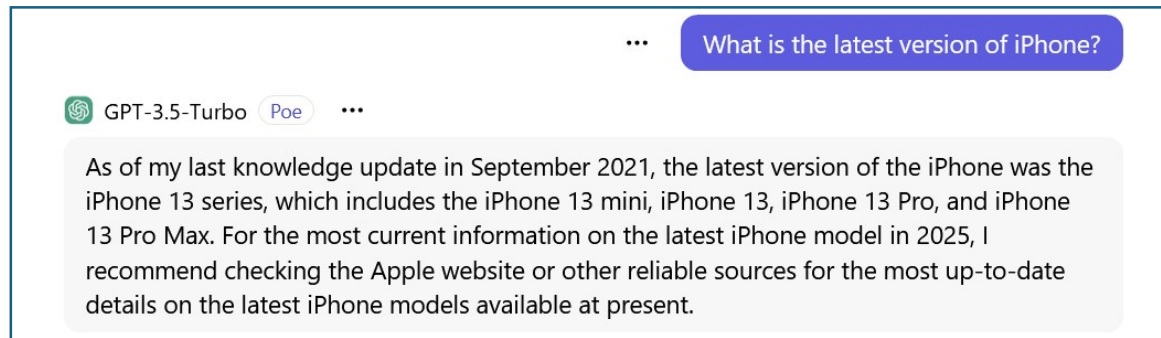 What is the latest version of iPhone?
GPT-3.5-Turbo Poe
As of my last knowledge update in September 2021, the latest version of the iPhone was the
iPhone 13 series, which includes the iPhone 13 mini, iPhone 13, iPhone 13 Pro, and iPhone
13 Pro Max. For the most current information on the latest iPhone model in 2025, I
recommend checking the Apple website or other reliable sources for the most up-to-date
details on the latest iPhone models available at present.